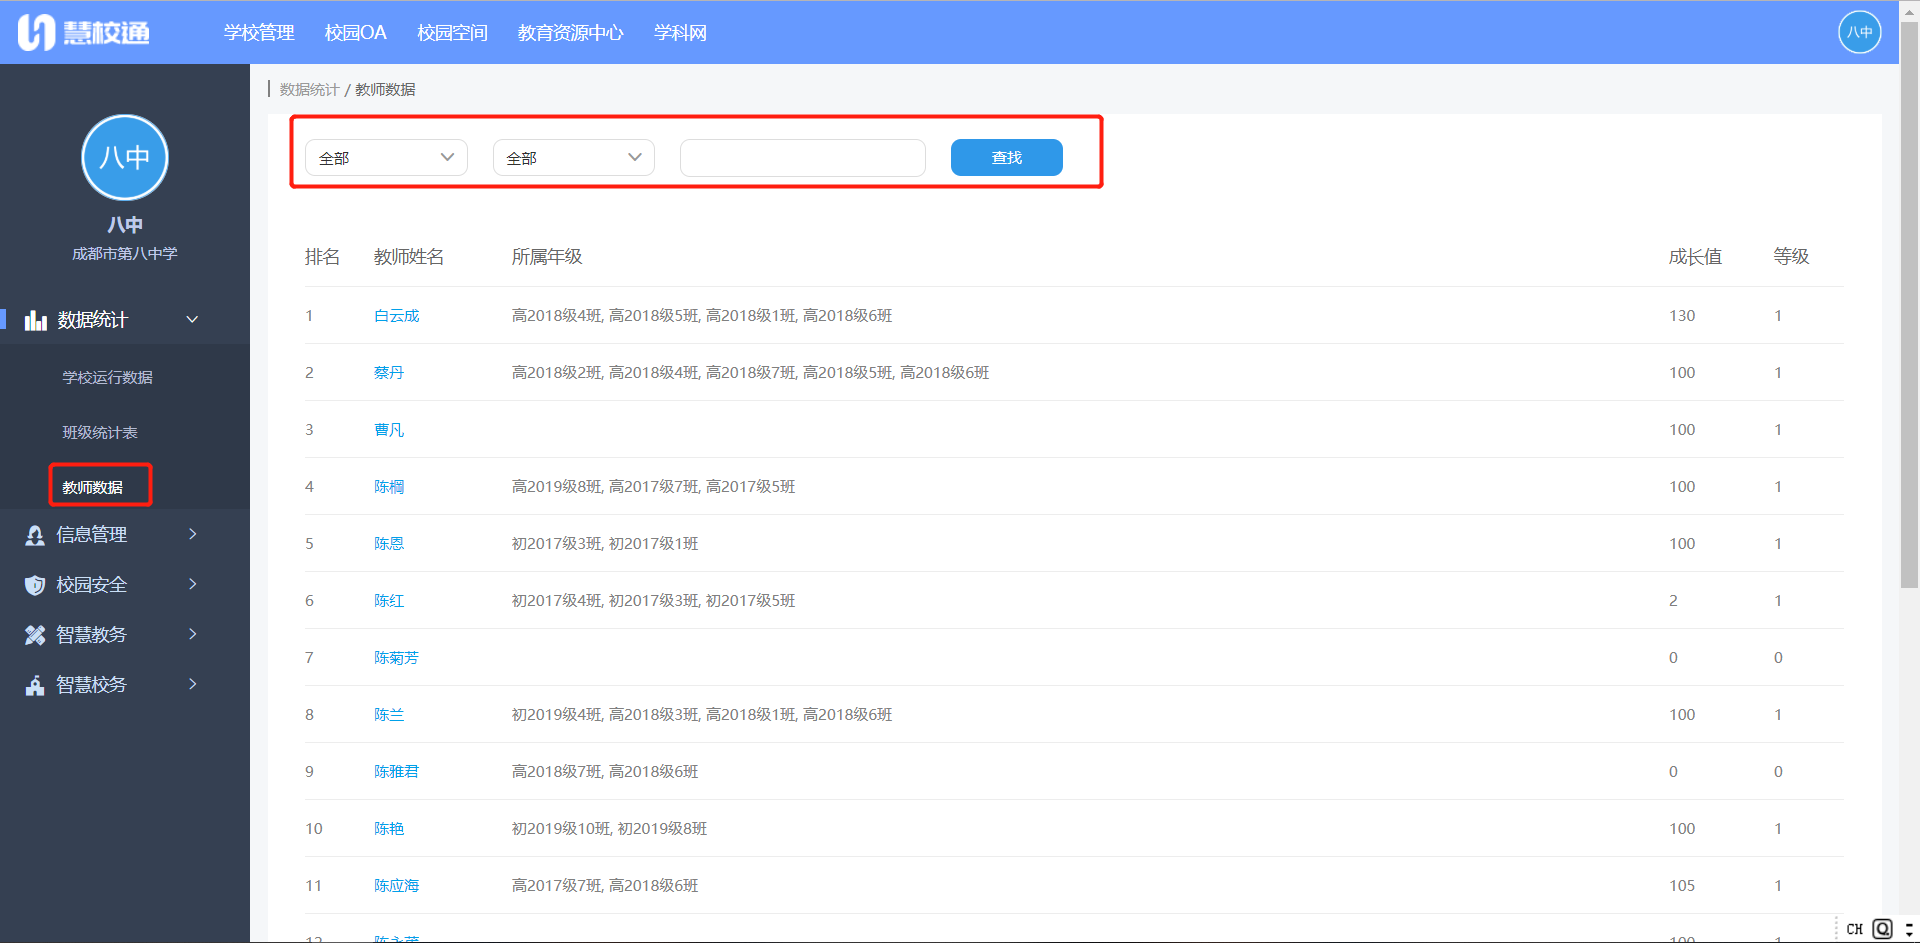 慧校通
学校管理 校园OA 校园空间 教育资源中心 学科网
八中
数据统计 / 教师数据
八中
八中
成都市第八中学
数据统计
学校运行数据
班级统计表
教师数据
信息管理
校园安全
智慧教务
智慧校务
全部 全部 查找
排名 教师姓名 所属年级 成长值 等级
1 白云成 高2018级4班, 高2018级5班, 高2018级1班, 高2018级6班 130 1
2 蔡丹 高2018级2班, 高2018级4班, 高2018级7班, 高2018级5班, 高2018级6班 100 1
3 曹凡 100 1
4 陈棡 高2019级8班, 高2017级7班, 高2017级5班 100 1
5 陈恩 初2017级3班, 初2017级1班 100 1
6 陈红 初2017级4班, 初2017级3班, 初2017级5班 2 1
7 陈菊芳 0 0
8 陈兰 初2019级4班, 高2018级3班, 高2018级1班, 高2018级6班 100 1
9 陈雅君 高2018级7班, 高2018级6班 0 0
10 陈艳 初2019级10班, 初2019级8班 100 1
11 陈应海 高2017级7班, 高2018级6班 105 1
CH